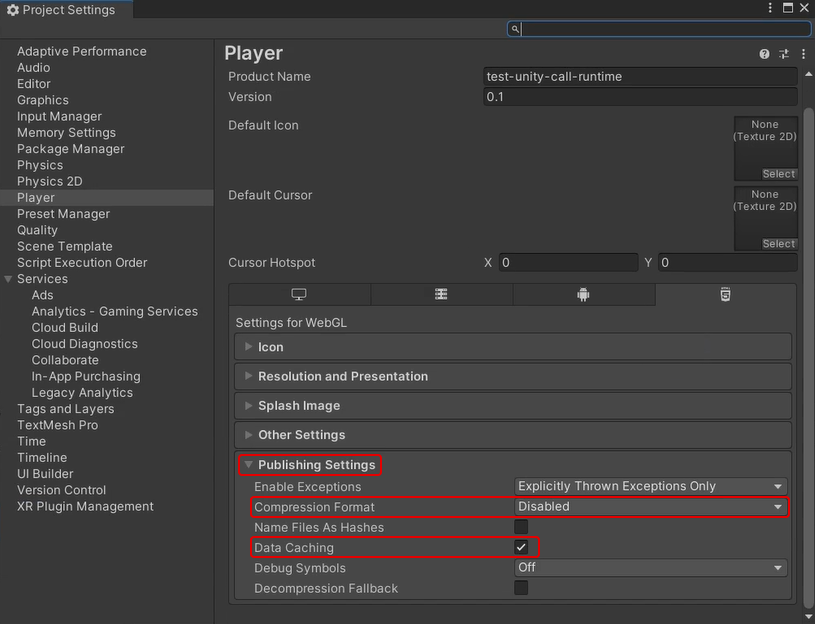 Project Settings
Adaptive Performance
Audio
Editor
Graphics
Input Manager
Memory Settings
Package Manager
Physics
Physics 2D
Player
Preset Manager
Quality
Scene Template
Script Execution Order
Services
Ads
Analytics - Gaming Services
Cloud Build
Cloud Diagnostics
Collaborate
In-App Purchasing
Legacy Analytics
Tags and Layers
TextMesh Pro
Time
Timeline
UI Builder
Version Control
XR Plugin Management
Player
Product Name test-unity-call-runtime
Version 0.1
Default Icon
None
(Texture 2D)
Select
Default Cursor
None
(Texture 2D)
Select
Cursor Hotspot X 0 Y 0
Settings for WebGL
Icon
Resolution and Presentation
Splash Image
Other Settings
Publishing Settings
Enable Exceptions Explicitly Thrown Exceptions Only
Compression Format Disabled
Name Files As Hashes
Data Caching
Debug Symbols Off
Decompression Fallback